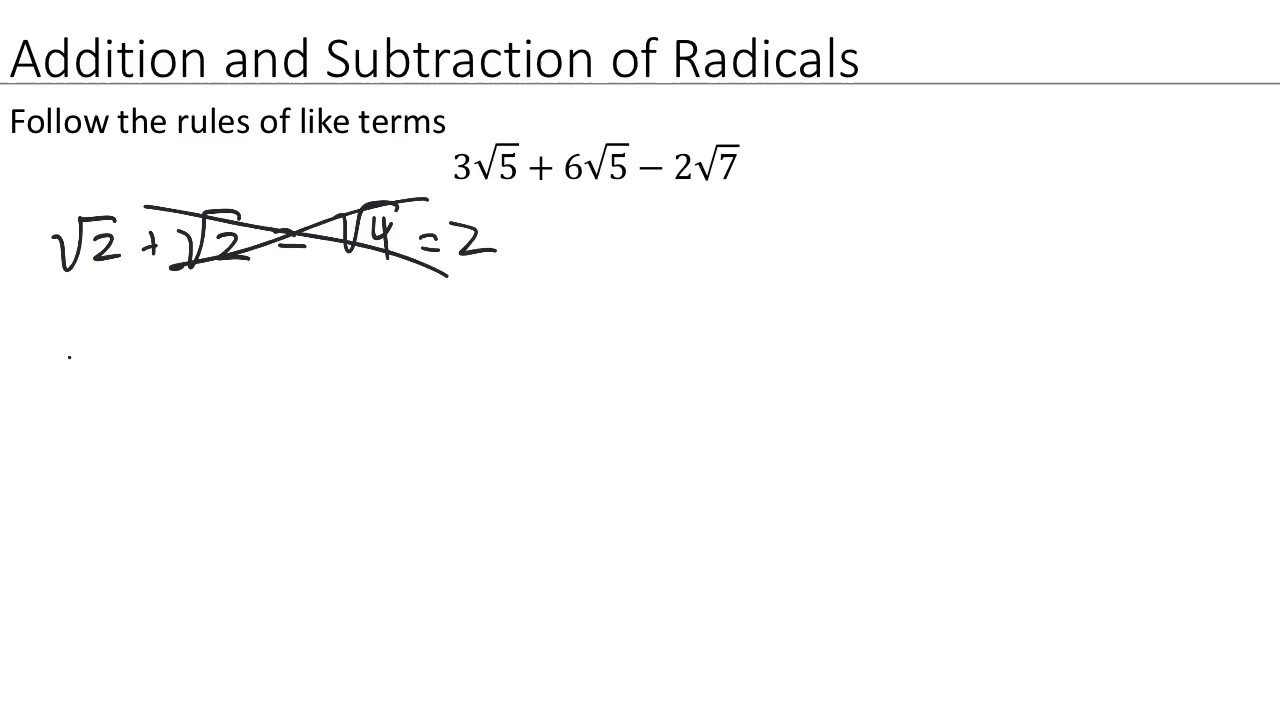 Addition and Subtraction of Radicals
Follow the rules of like terms
3√5 + 6√5 − 2√7
√2 + √2 = √4 = 2